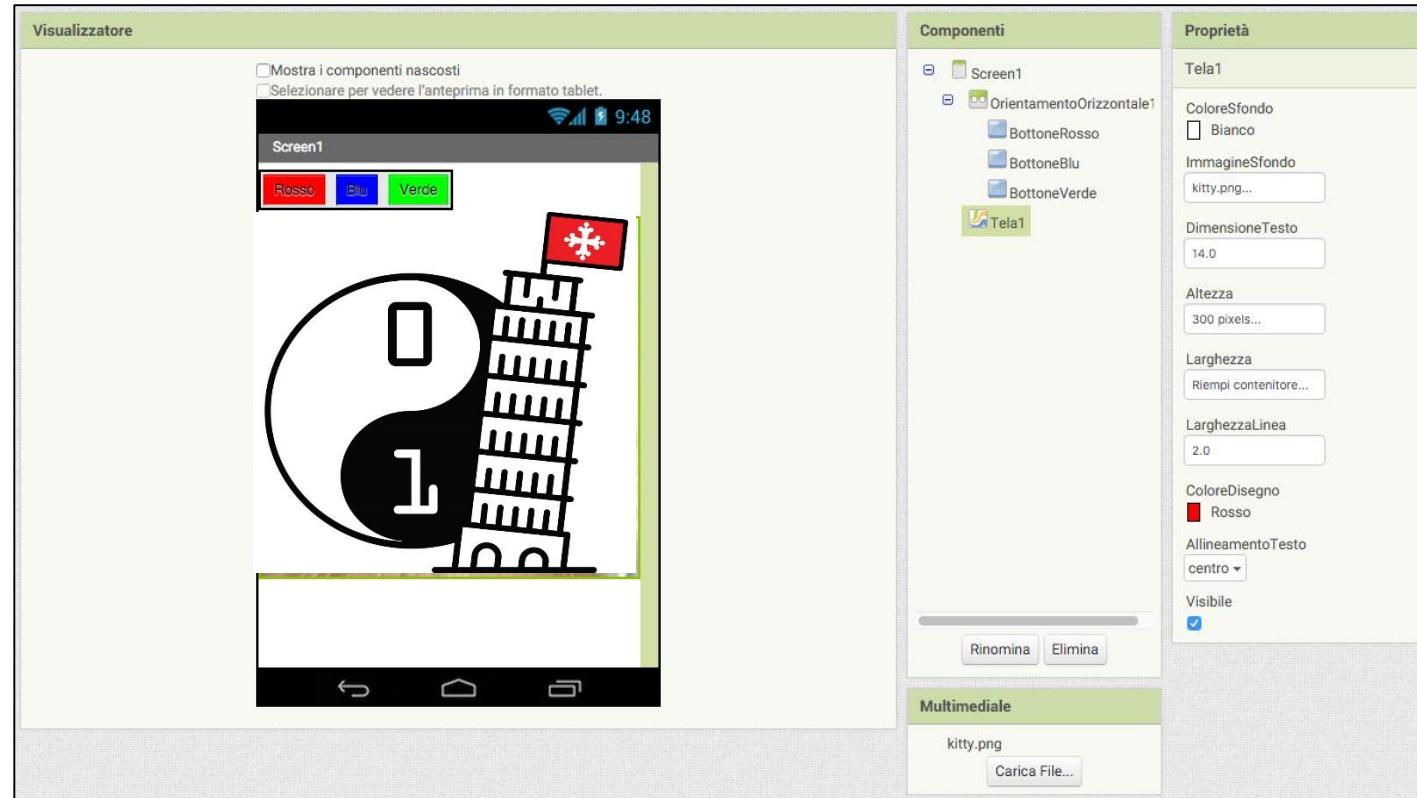 Visualizzatore
Mostra i componenti nascosti
Selezionare per vedere l'anteprima in formato tablet.
9:48
Screen1
Rosso Blu Verde
0
1
Componenti
Screen1
OrientamentoOrizzontale1
BottoneRosso
BottoneBlu
BottoneVerde
Tela1
Rinomina Elimina
Multimediale
kitty.png
Carica File...
Proprietà
Tela1
ColoreSfondo
Bianco
ImmagineSfondo
kitty.png...
DimensioneTesto
14.0
Altezza
300 pixels...
Larghezza
Riempi contenitore...
LarghezzaLinea
2.0
ColoreDisegno
Rosso
AllineamentoTesto
centro
Visibile